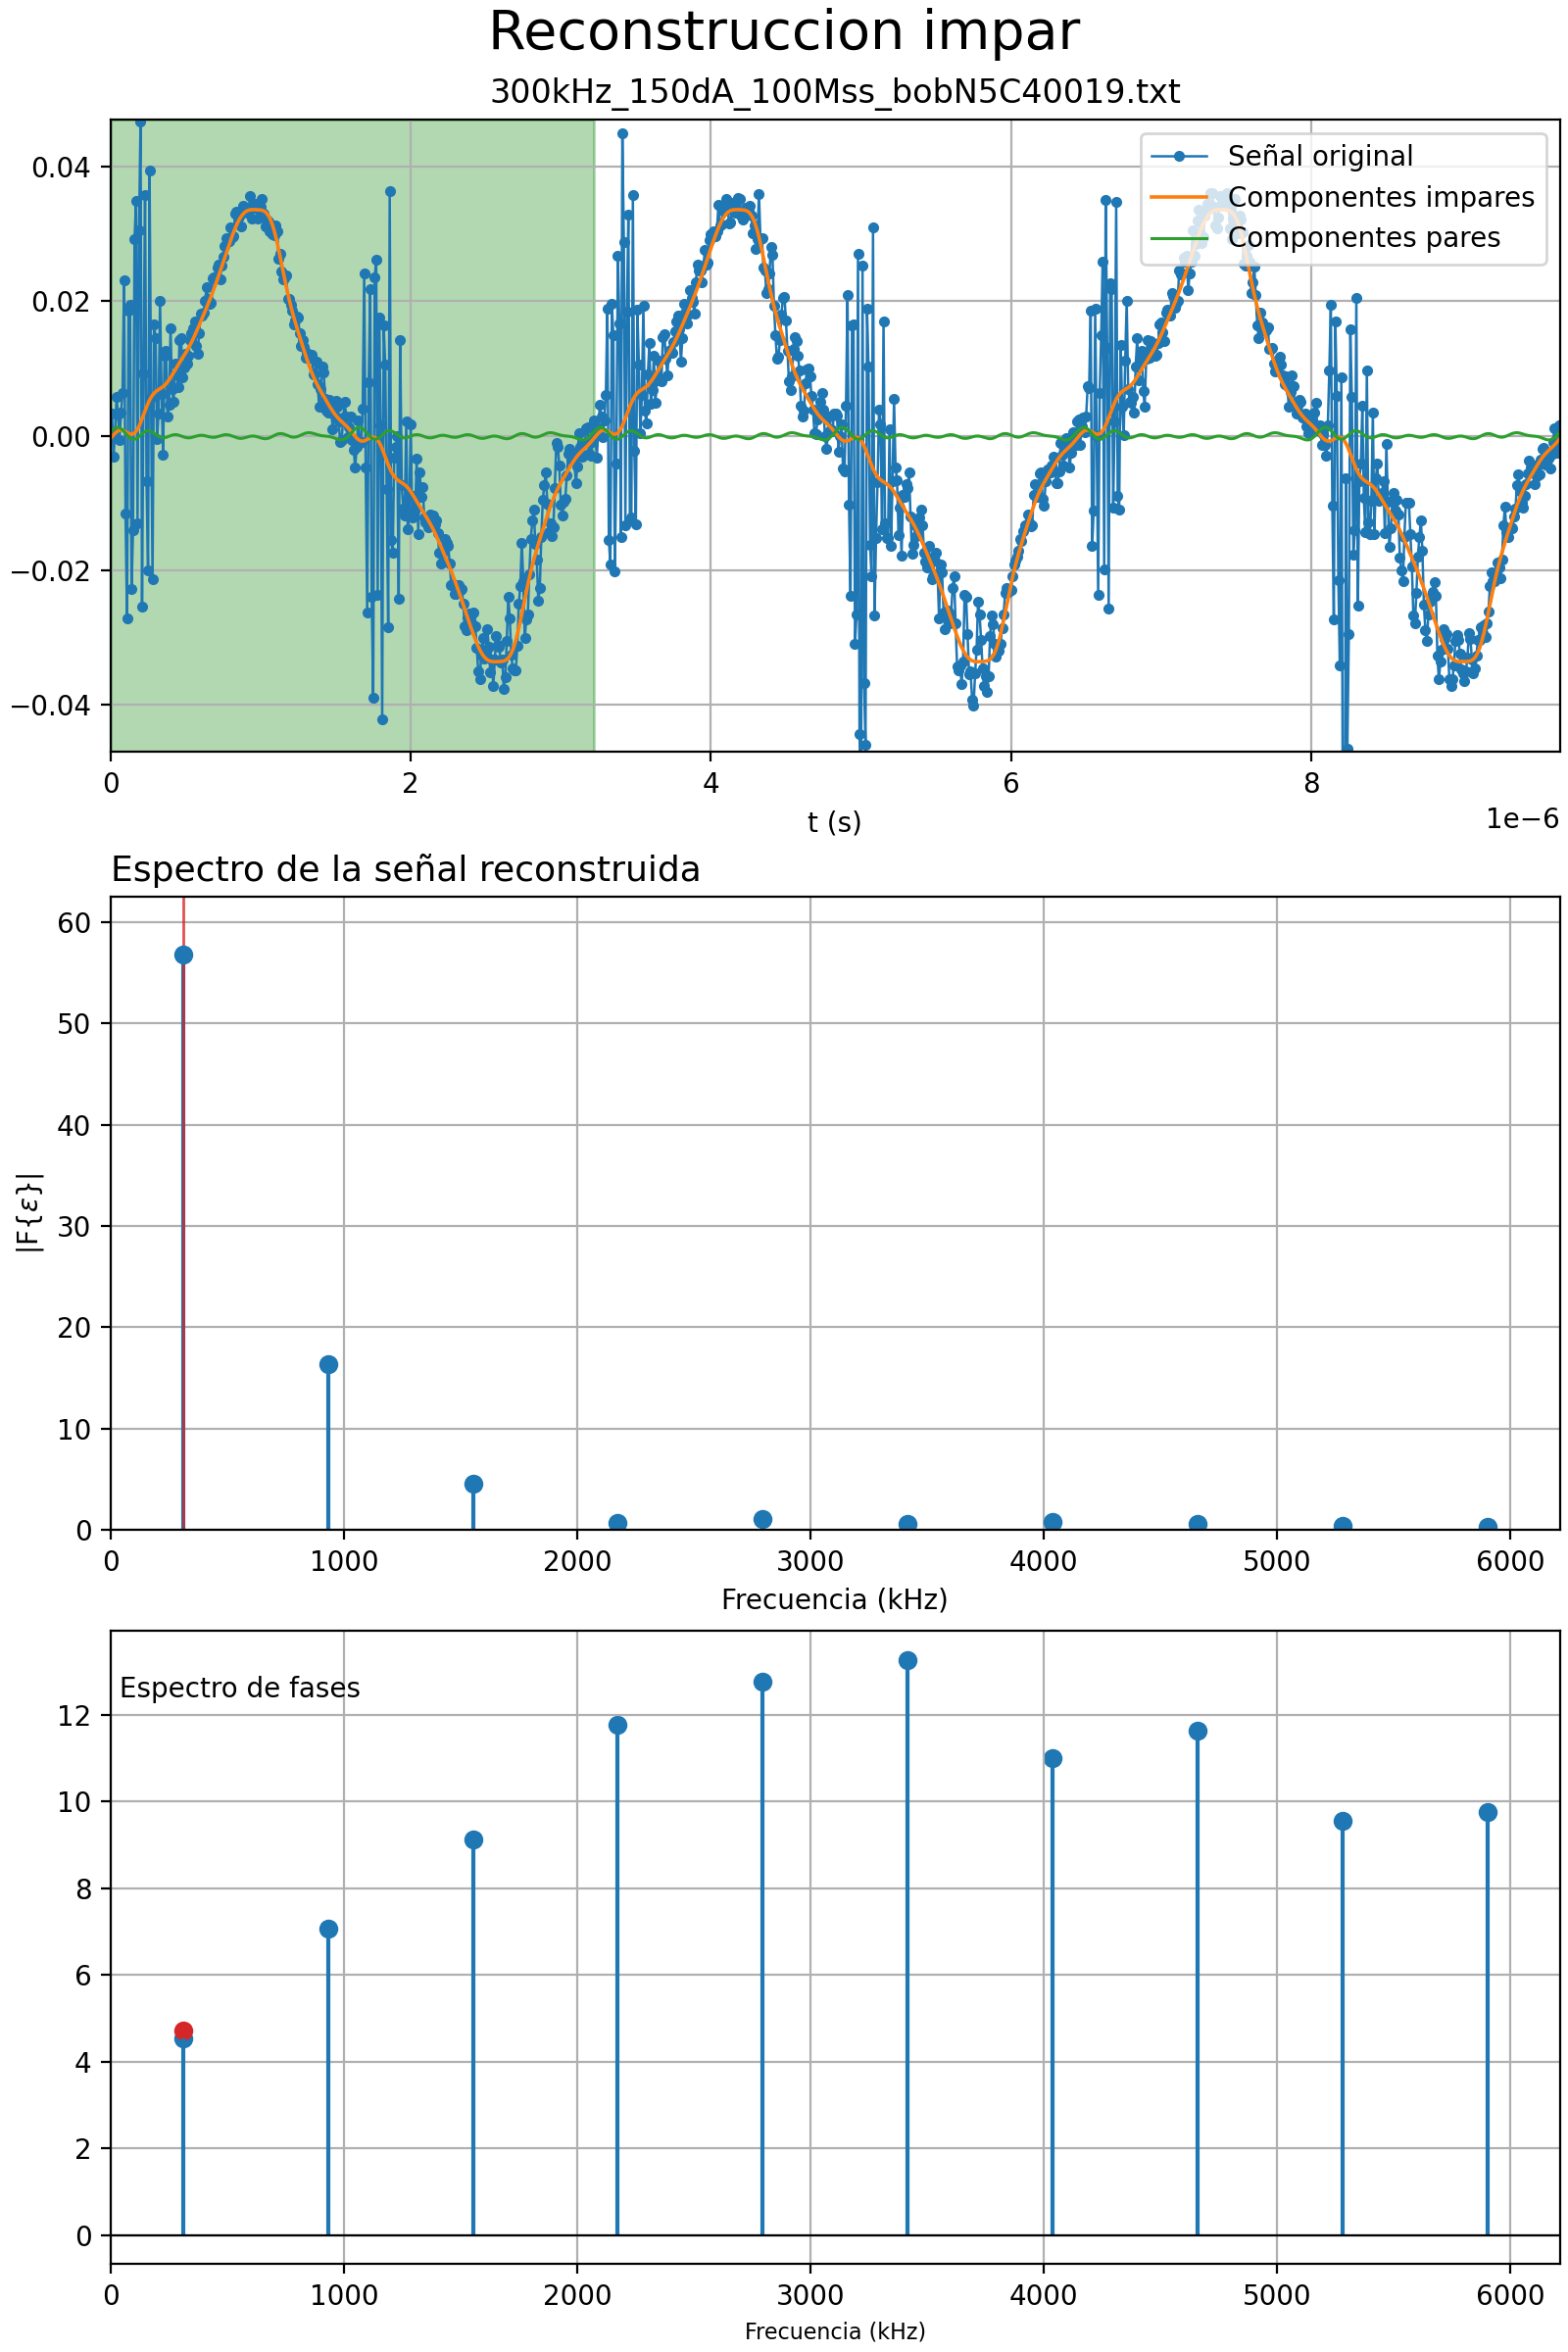 Reconstruccion impar
300kHz_150dA_100Mss_bobN5C40019.txt
Señal original
Componentes impares
Componentes pares
0.04
0.02
0.00
−0.02
−0.04
0 2 4 6 8
t (s)
1e−6
Espectro de la señal reconstruida
60
50
40
30
20
10
0
|F{ε}|
0 1000 2000 3000 4000 5000 6000
Frecuencia (kHz)
Espectro de fases
12
10
8
6
4
2
0
0 1000 2000 3000 4000 5000 6000
Frecuencia (kHz)